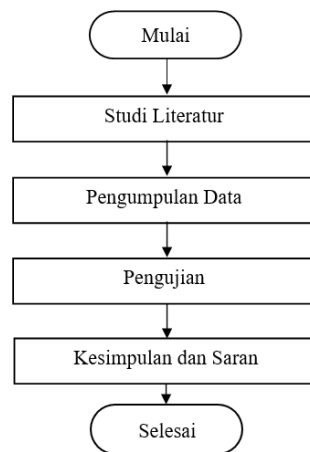 Mulai
Studi Literatur
Pengumpulan Data
Pengujian
Kesimpulan dan Saran
Selesai